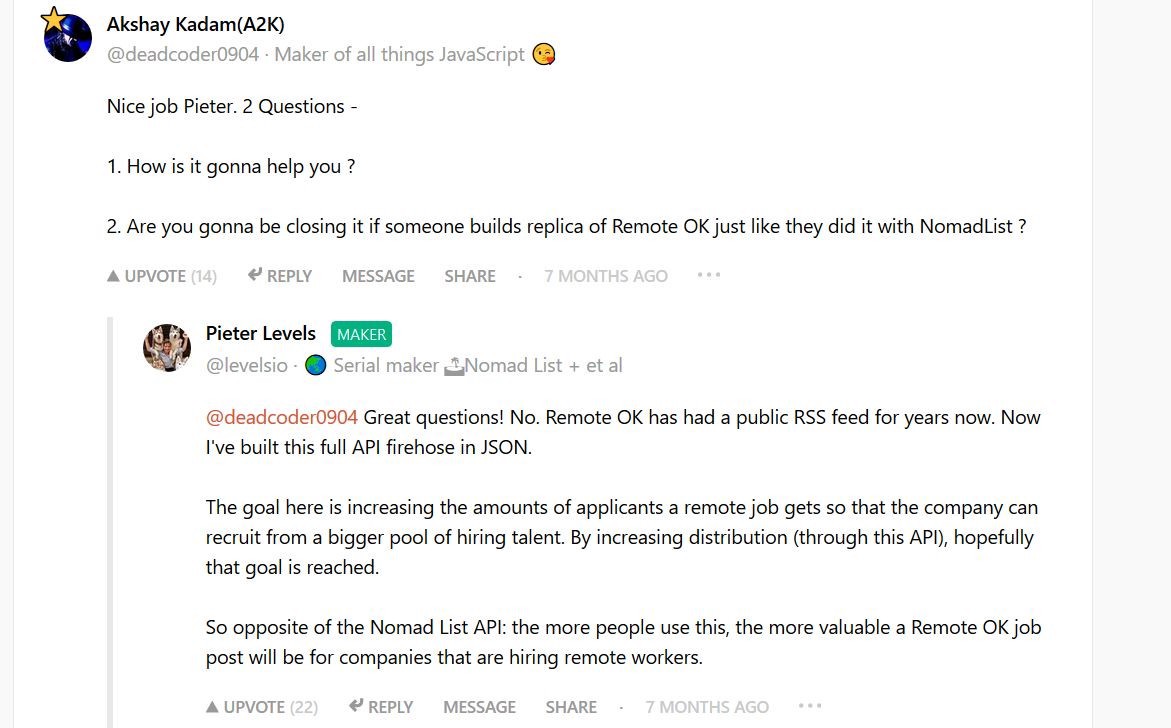 Akshay Kadam(A2K)
@deadcoder0904 · Maker of all things JavaScript 😘
Nice job Pieter. 2 Questions -
1. How is it gonna help you ?
2. Are you gonna be closing it if someone builds replica of Remote OK just like they did it with NomadList ?
▲ UPVOTE (14) REPLY MESSAGE SHARE · 7 MONTHS AGO •••
Pieter Levels MAKER
@levelsio · 🌏 Serial maker 🏝Nomad List + et al
@deadcoder0904 Great questions! No. Remote OK has had a public RSS feed for years now. Now
I've built this full API firehose in JSON.
The goal here is increasing the amounts of applicants a remote job gets so that the company can
recruit from a bigger pool of hiring talent. By increasing distribution (through this API), hopefully
that goal is reached.
So opposite of the Nomad List API: the more people use this, the more valuable a Remote OK job
post will be for companies that are hiring remote workers.
▲ UPVOTE (22) REPLY MESSAGE SHARE · 7 MONTHS AGO •••